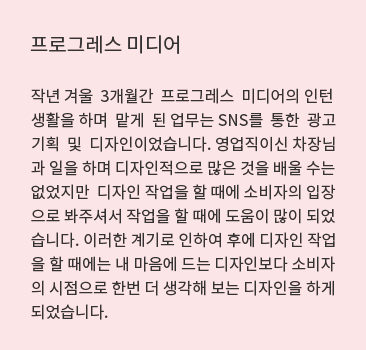 프로그레스 미디어
작년 겨울 3개월간 프로그레스 미디어의 인턴
생활을 하며 맡게 된 업무는 SNS를 통한 광고
기획 및 디자인이었습니다. 영업직이신 차장님
과 일을 하며 디자인적으로 많은 것을 배울 수는
없었지만 디자인 작업을 할 때에 소비자의 입장
으로 봐주셔서 작업을 할 때에 도움이 많이 되었
습니다. 이러한 계기로 인하여 후에 디자인 작업
을 할 때에는 내 마음에 드는 디자인보다 소비자
의 시점으로 한번 더 생각해 보는 디자인을 하게
되었습니다.